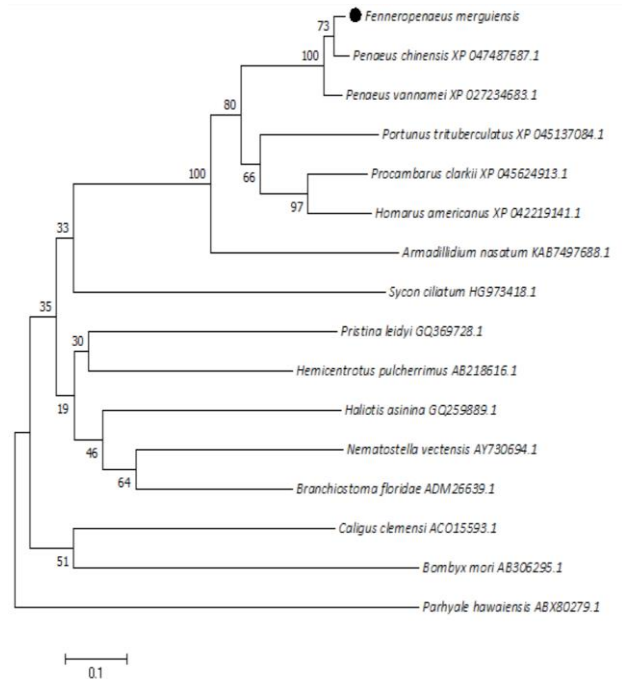 Fenneropenaeus merguiensis
73
Penaeus chinensis XP 047487687.1
100
Penaeus vannamei XP 027234683.1
80
Portunus trituberculatus XP 045137084.1
100
Procambarus clarkii XP 045624913.1
66
97
Homarus americanus XP 042219141.1
33
Armadillidium nasatum KAB7497688.1
Sycon ciliatum HG973418.1
35
Pristina leidyi GQ369728.1
30
Hemicentrotus pulcherrimus AB218616.1
19
Haliotis asinina GQ259889.1
46
Nematostella vectensis AY730694.1
64
Branchiostoma floridae ADM26639.1
Caligus clemensi ACO15593.1
51
Bombyx mori AB306295.1
Parhyale hawaiensis ABX80279.1
0.1